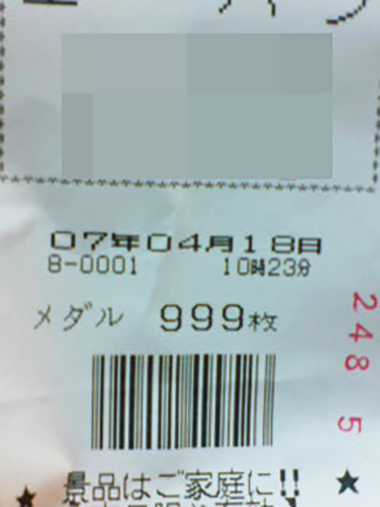 07年04月18日
8-0001 10時23分
メダル 999枚
248 5
景品はご家庭に!!